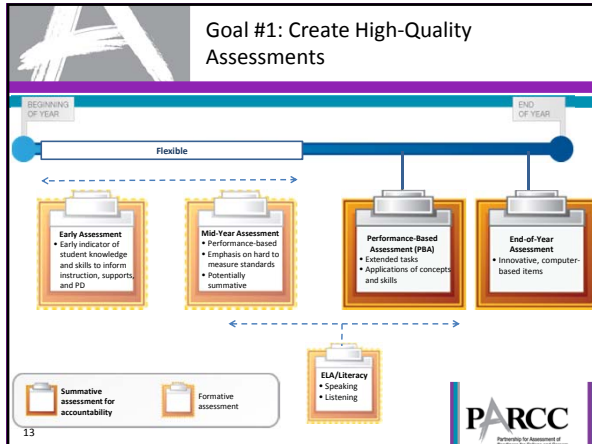 Goal #1: Create High-Quality
Assessments
BEGINNING
OF YEAR
END
OF YEAR
Flexible
Early Assessment
• Early indicator of
student knowledge
and skills to inform
instruction, supports,
and PD
Mid-Year Assessment
• Performance-based
• Emphasis on hard to
measure standards
• Potentially
summative
Performance-Based
Assessment (PBA)
• Extended tasks
• Applications of concepts
and skills
End-of-Year
Assessment
• Innovative, computer-
based items
ELA/Literacy
• Speaking
• Listening
Summative
assessment for
accountability
Formative
assessment
13
PARCC
Partnership for Assessment of